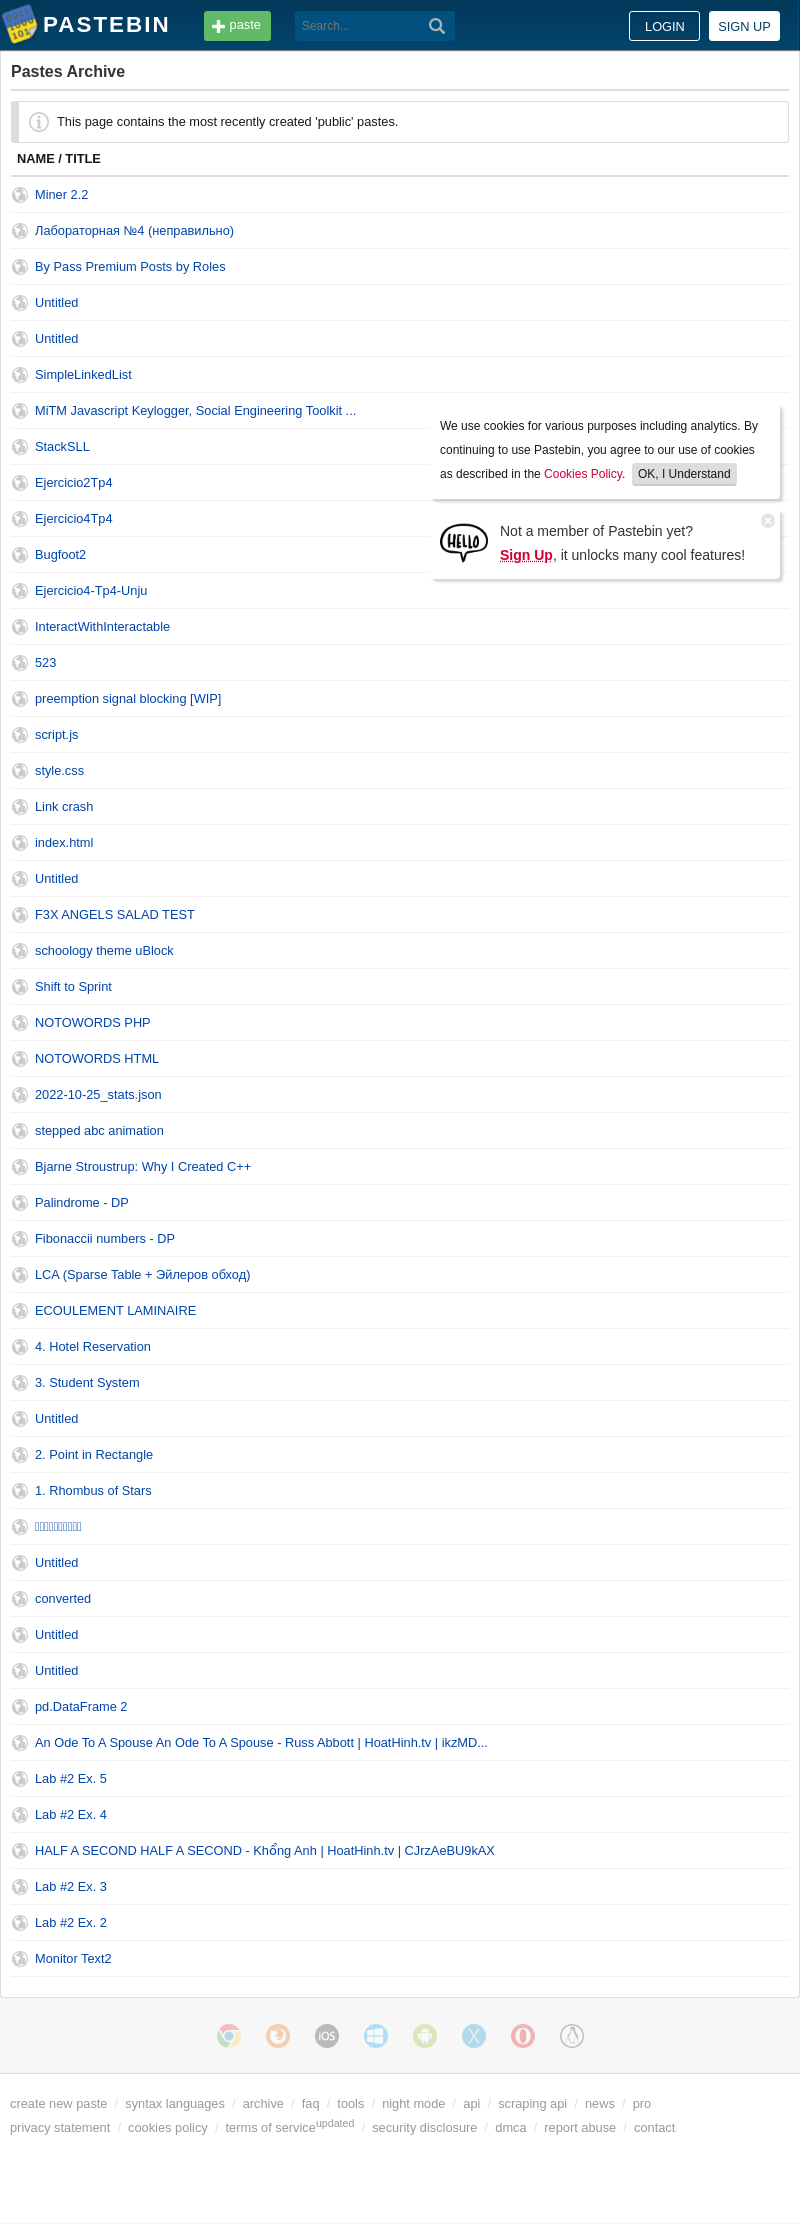 PASTEBIN
paste
Search...
LOGIN
SIGN UP
Pastes Archive
This page contains the most recently created 'public' pastes.
NAME / TITLE
Miner 2.2
Лабораторная №4 (неправильно)
By Pass Premium Posts by Roles
Untitled
Untitled
SimpleLinkedList
MiTM Javascript Keylogger, Social Engineering Toolkit ...
StackSLL
Ejercicio2Tp4
Ejercicio4Tp4
Bugfoot2
Ejercicio4-Tp4-Unju
We use cookies for various purposes including analytics. By
continuing to use Pastebin, you agree to our use of cookies
as described in the Cookies Policy. OK, I Understand
HELLO
Not a member of Pastebin yet?
Sign Up, it unlocks many cool features!
InteractWithInteractable
523
preemption signal blocking [WIP]
script.js
style.css
Link crash
index.html
Untitled
F3X ANGELS SALAD TEST
schoology theme uBlock
Shift to Sprint
NOTOWORDS PHP
NOTOWORDS HTML
2022-10-25_stats.json
stepped abc animation
Bjarne Stroustrup: Why I Created C++
Palindrome - DP
Fibonaccii numbers - DP
LCA (Sparse Table + Эйлеров обход)
ECOULEMENT LAMINAIRE
4. Hotel Reservation
3. Student System
Untitled
2. Point in Rectangle
1. Rhombus of Stars
Untitled
converted
Untitled
Untitled
pd.DataFrame 2
An Ode To A Spouse An Ode To A Spouse - Russ Abbott | HoatHinh.tv | ikzMD...
Lab #2 Ex. 5
Lab #2 Ex. 4
HALF A SECOND HALF A SECOND - Khổng Anh | HoatHinh.tv | CJrzAeBU9kAX
Lab #2 Ex. 3
Lab #2 Ex. 2
Monitor Text2
iOS
create new paste / syntax languages / archive / faq / tools / night mode / api / scraping api / news / pro
privacy statement / cookies policy / terms of service updated / security disclosure / dmca / report abuse / contact